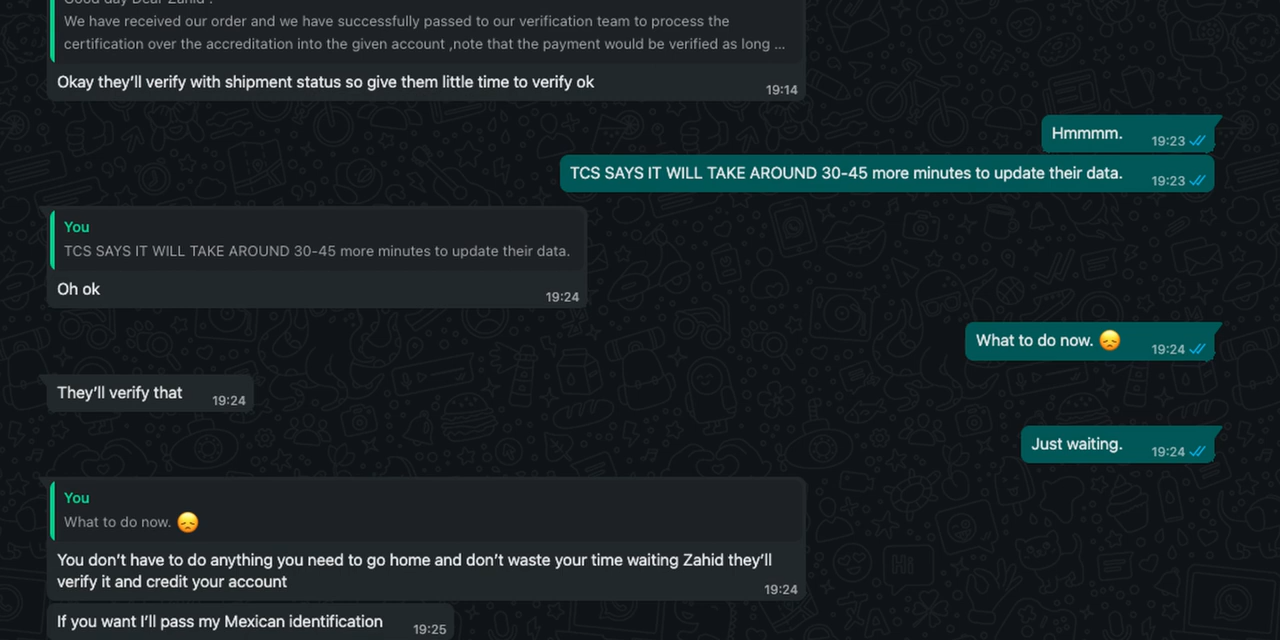 Good day Dear Zahid .
We have received our order and we have successfully passed to our verification team to process the
certification over the accreditation into the given account ,note that the payment would be verified as long ...
Okay they’ll verify with shipment status so give them little time to verify ok
19:14
Hmmmm.
19:23
TCS SAYS IT WILL TAKE AROUND 30-45 more minutes to update their data.
19:23
You
TCS SAYS IT WILL TAKE AROUND 30-45 more minutes to update their data.
Oh ok
19:24
What to do now. 😞
19:24
They’ll verify that
19:24
Just waiting.
19:24
You
What to do now. 😞
You don’t have to do anything you need to go home and don’t waste your time waiting Zahid they’ll
verify it and credit your account
19:24
If you want I’ll pass my Mexican identification
19:25